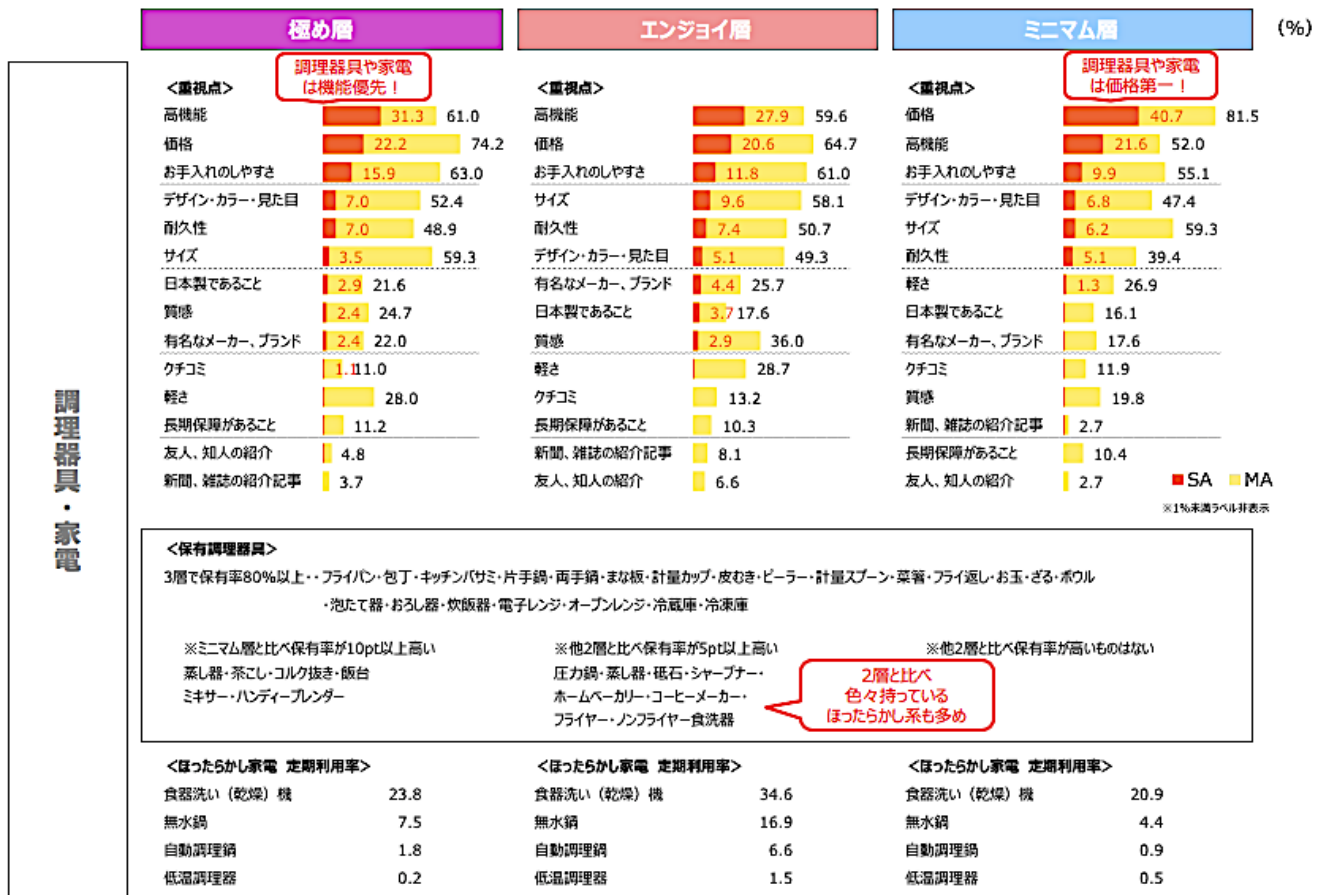 極め層
エンジョイ層
ミニマム層
(%)
調理器具・家電
<重視点>
調理器具や家電
は機能優先！
高機能 31.3 61.0
価格 22.2 74.2
お手入れのしやすさ 15.9 63.0
デザイン・カラー・見た目 7.0 52.4
耐久性 7.0 48.9
サイズ 3.5 59.3
日本製であること 2.9 21.6
質感 2.4 24.7
有名なメーカー、ブランド 2.4 22.0
クチコミ 1.1 11.0
軽さ 28.0
長期保障があること 11.2
友人、知人の紹介 4.8
新聞、雑誌の紹介記事 3.7
<重視点>
高機能 27.9 59.6
価格 20.6 64.7
お手入れのしやすさ 11.8 61.0
サイズ 9.6 58.1
耐久性 7.4 50.7
デザイン・カラー・見た目 5.1 49.3
有名なメーカー、ブランド 4.4 25.7
日本製であること 3.7 17.6
質感 2.9 36.0
軽さ 28.7
クチコミ 13.2
長期保障があること 10.3
新聞、雑誌の紹介記事 8.1
友人、知人の紹介 6.6
<重視点>
調理器具や家電
は価格第一！
価格 40.7 81.5
高機能 21.6 52.0
お手入れのしやすさ 9.9 55.1
デザイン・カラー・見た目 6.8 47.4
サイズ 6.2 59.3
耐久性 5.1 39.4
軽さ 1.3 26.9
日本製であること 16.1
有名なメーカー、ブランド 17.6
クチコミ 11.9
質感 19.8
新聞、雑誌の紹介記事 2.7
長期保障があること 10.4
友人、知人の紹介 2.7
SA MA
※1%未満ラベル非表示
<保有調理器具>
3層で保有率80%以上・・フライパン・包丁・キッチンバサミ・片手鍋・両手鍋・まな板・計量カップ・皮むき・ピーラー・計量スプーン・菜箸・フライ返し・お玉・ざる・ボウル
・泡たて器・おろし器・炊飯器・電子レンジ・オーブンレンジ・冷蔵庫・冷凍庫
※ミニマム層と比べ保有率が10pt以上高い
蒸し器・茶こし・コルク抜き・飯台
ミキサー・ハンディーブレンダー
※他2層と比べ保有率が5pt以上高い
圧力鍋・蒸し器・砥石・シャープナー・
ホームベーカリー・コーヒーメーカー・
フライヤー・ノンフライヤー食洗器
2層と比べ
色々持っている
ほったらかし系も多め
※他2層と比べ保有率が高いものはない
<ほったらかし家電 定期利用率>
食器洗い（乾燥）機 23.8
無水鍋 7.5
自動調理鍋 1.8
低温調理器 0.2
<ほったらかし家電 定期利用率>
食器洗い（乾燥）機 34.6
無水鍋 16.9
自動調理鍋 6.6
低温調理器 1.5
<ほったらかし家電 定期利用率>
食器洗い（乾燥）機 20.9
無水鍋 4.4
自動調理鍋 0.9
低温調理器 0.5